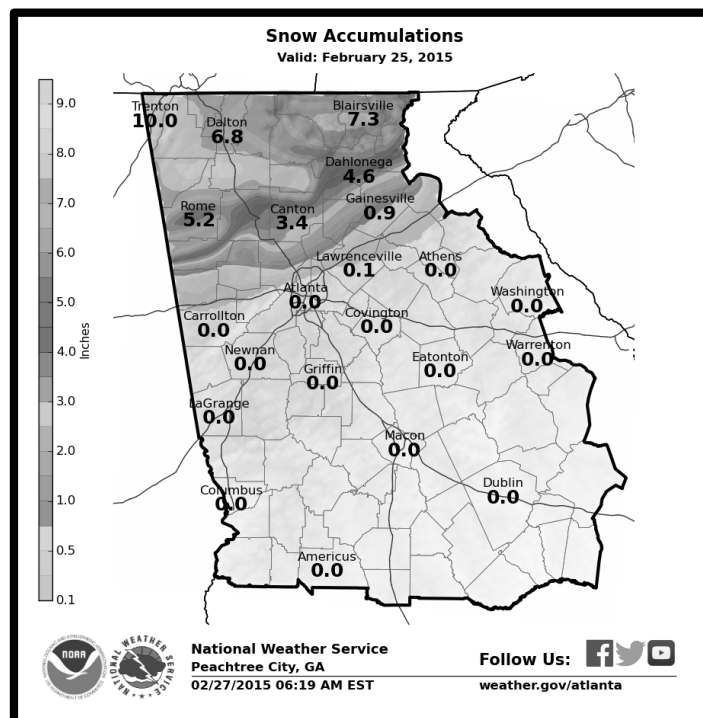 Snow Accumulations
Valid: February 25, 2015
9.0
8.0
7.0
6.0
5.0
4.0
3.0
2.0
1.0
0.5
0.1
Inches
Trenton
10.0
Dalton
6.8
Blairsville
7.3
Dahlonega
4.6
Rome
5.2
Canton
3.4
Gainesville
0.9
Lawrenceville
0.1
Athens
0.0
Atlanta
0.0
Washington
0.0
Carrollton
0.0
Covington
0.0
Newnan
0.0
Griffin
0.0
Eatonton
0.0
Warrenton
0.0
LaGrange
0.0
Macon
0.0
Columbus
0.0
Dublin
0.0
Americus
0.0
NOAA
NATIONAL WEATHER SERVICE
National Weather Service
Peachtree City, GA
02/27/2015 06:19 AM EST
Follow Us:
weather.gov/atlanta